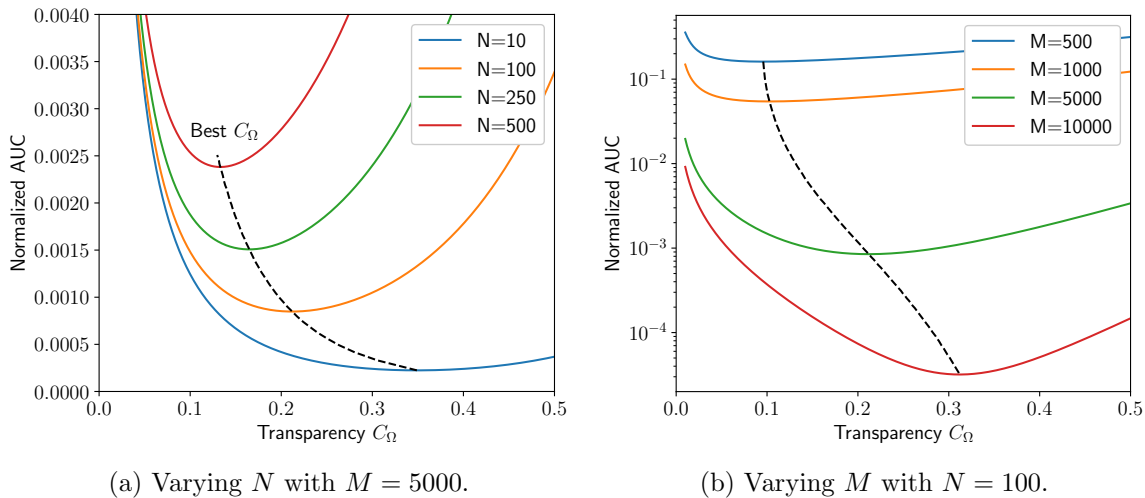 0.0040
0.0035
0.0030
0.0025
0.0020
0.0015
0.0010
0.0005
0.0000
Normalized AUC
N=10
N=100
N=250
N=500
Best C_Ω
0.0
0.1
0.2
0.3
0.4
0.5
Transparency C_Ω
(a) Varying N with M = 5000.
10⁻¹
10⁻²
10⁻³
10⁻⁴
Normalized AUC
M=500
M=1000
M=5000
M=10000
0.0
0.1
0.2
0.3
0.4
0.5
Transparency C_Ω
(b) Varying M with N = 100.